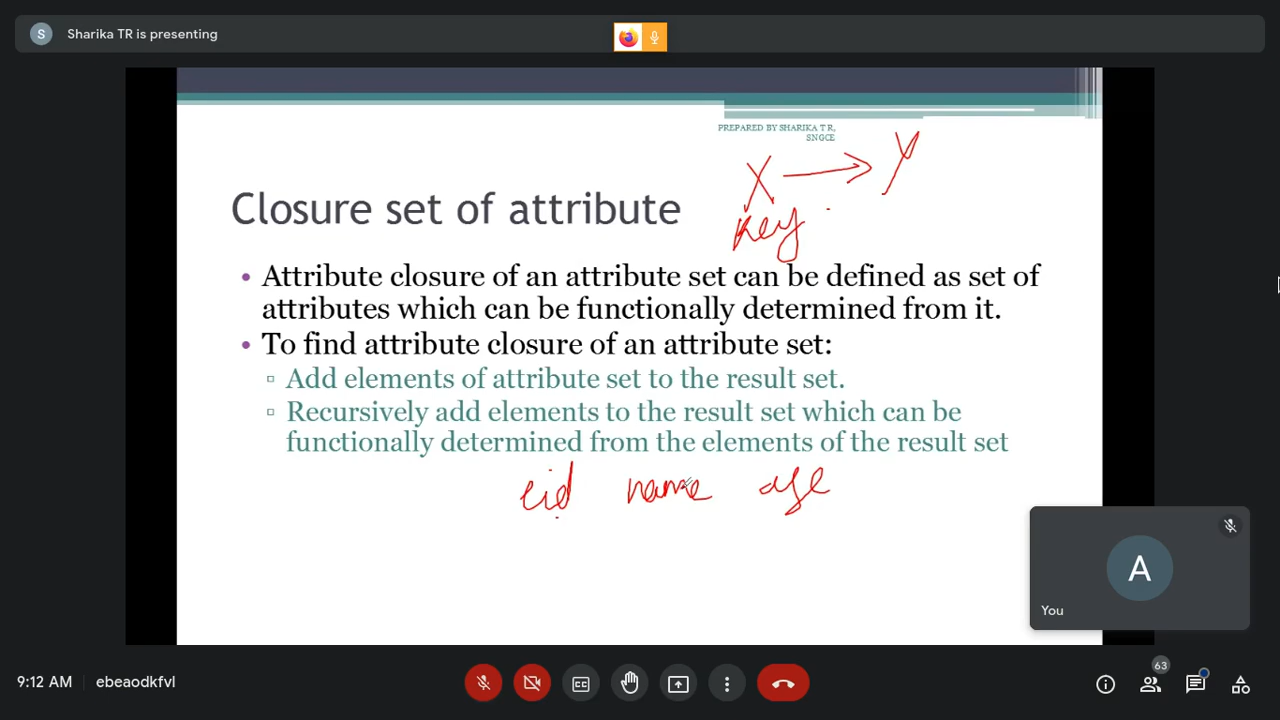 S Sharika TR is presenting
PREPARED BY SHARIKA T R,
SNGCE
X → Y
Key
Closure set of attribute
• Attribute closure of an attribute set can be defined as set of
attributes which can be functionally determined from it.
• To find attribute closure of an attribute set:
▫ Add elements of attribute set to the result set.
▫ Recursively add elements to the result set which can be
functionally determined from the elements of the result set
eid name age
A
You
9:12 AM ebeaodkfvl
CC
63